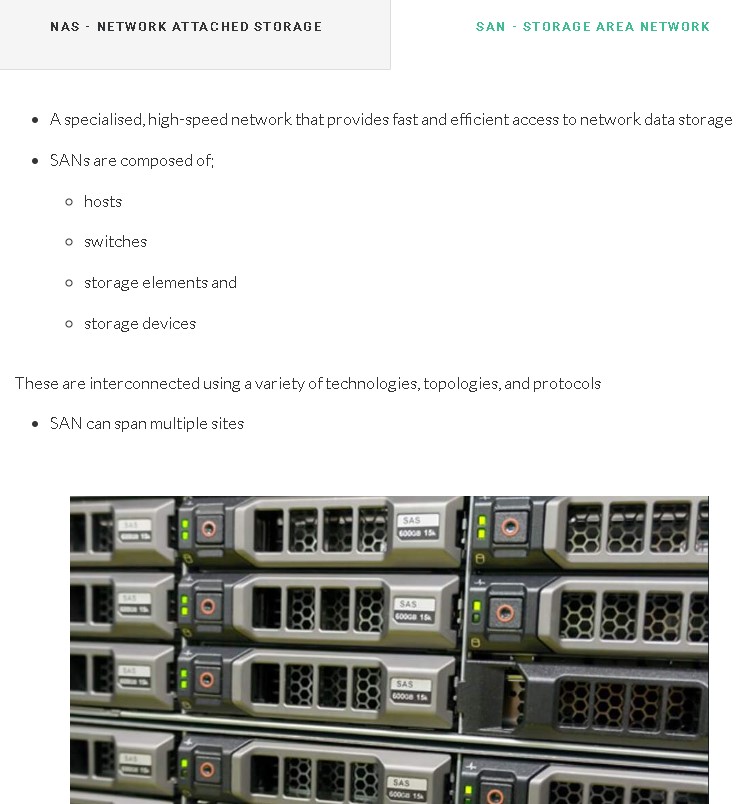 NAS - NETWORK ATTACHED STORAGE
SAN - STORAGE AREA NETWORK
A specialised, high-speed network that provides fast and efficient access to network data storage
SANs are composed of;
hosts
switches
storage elements and
storage devices
These are interconnected using a variety of technologies, topologies, and protocols
SAN can span multiple sites
SAS
600GB 15k
SAS
600GB 15k
SAS
600GB 15k
SAS
600GB 15k
SAS
600GB 15k
SAS
600GB 15k
SAS
600GB 15k
SAS
600GB 15k